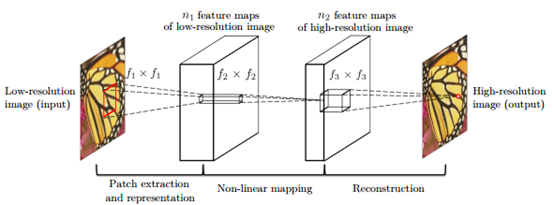 n₁ feature maps
of low-resolution image
n₂ feature maps
of high-resolution image
f₁ × f₁
f₂ × f₂
f₃ × f₃
Low-resolution
image (input)
High-resolution
image (output)
Patch extraction
and representation
Non-linear mapping
Reconstruction